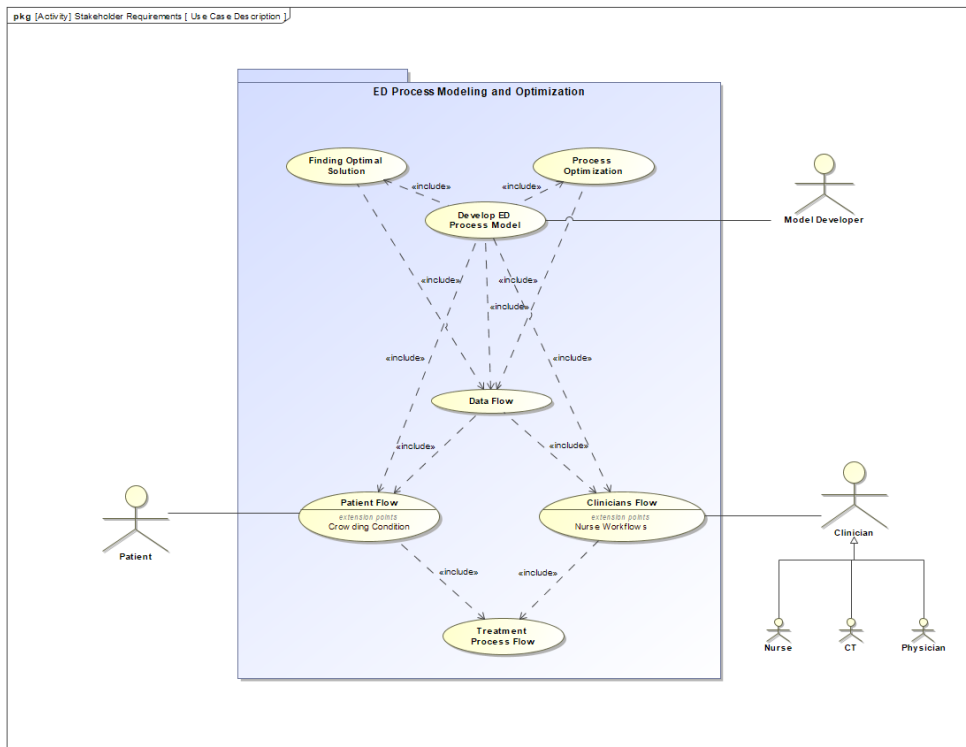 pkg [Activity] Stakeholder Requirements [ Use Case Description ]
ED Process Modeling and Optimization
Finding Optimal
Solution
Process
Optimization
«include»
«include»
Develop ED
Process Model
Model Developer
«include»
«include»
«include»
«include»
«include»
Data Flow
«include»
«include»
Patient Flow
extension points
Crowding Condition
Clinicians Flow
extension points
Nurse Workflows
Patient
Clinician
«include»
«include»
Treatment
Process Flow
Nurse
CT
Physician